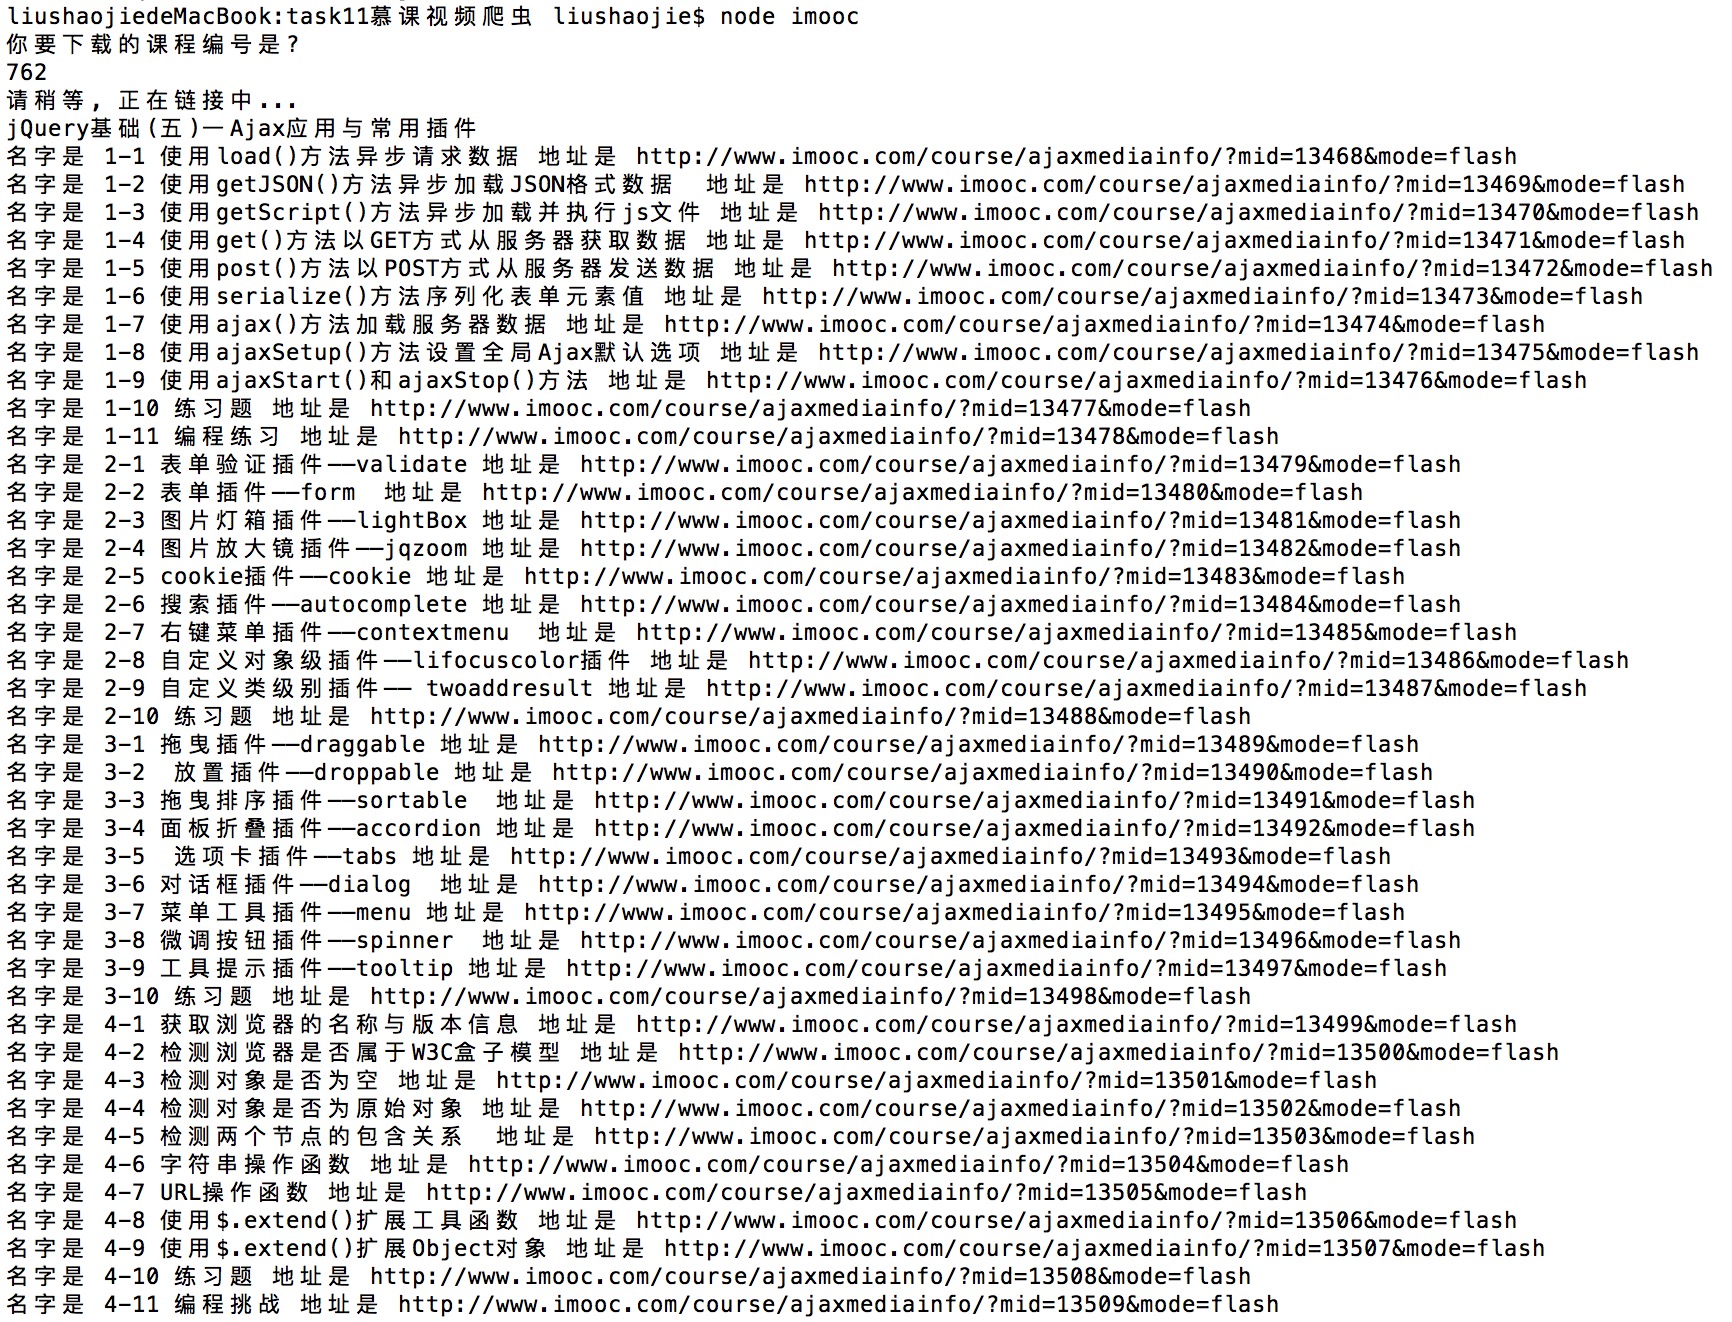 liushaojiedeMacBook:task11慕课视频爬虫 liushaojie$ node imooc
你要下载的课程编号是?
762
请稍等, 正在链接中...
jQuery基础(五)—Ajax应用与常用插件
名字是 1-1 使用load()方法异步请求数据 地址是 http://www.imooc.com/course/ajaxmediainfo/?mid=13468&mode=flash
名字是 1-2 使用getJSON()方法异步加载JSON格式数据  地址是 http://www.imooc.com/course/ajaxmediainfo/?mid=13469&mode=flash
名字是 1-3 使用getScript()方法异步加载并执行js文件 地址是 http://www.imooc.com/course/ajaxmediainfo/?mid=13470&mode=flash
名字是 1-4 使用get()方法以GET方式从服务器获取数据 地址是 http://www.imooc.com/course/ajaxmediainfo/?mid=13471&mode=flash
名字是 1-5 使用post()方法以POST方式从服务器发送数据 地址是 http://www.imooc.com/course/ajaxmediainfo/?mid=13472&mode=flash
名字是 1-6 使用serialize()方法序列化表单元素值 地址是 http://www.imooc.com/course/ajaxmediainfo/?mid=13473&mode=flash
名字是 1-7 使用ajax()方法加载服务器数据 地址是 http://www.imooc.com/course/ajaxmediainfo/?mid=13474&mode=flash
名字是 1-8 使用ajaxSetup()方法设置全局Ajax默认选项 地址是 http://www.imooc.com/course/ajaxmediainfo/?mid=13475&mode=flash
名字是 1-9 使用ajaxStart()和ajaxStop()方法 地址是 http://www.imooc.com/course/ajaxmediainfo/?mid=13476&mode=flash
名字是 1-10 练习题 地址是 http://www.imooc.com/course/ajaxmediainfo/?mid=13477&mode=flash
名字是 1-11 编程练习 地址是 http://www.imooc.com/course/ajaxmediainfo/?mid=13478&mode=flash
名字是 2-1 表单验证插件——validate 地址是 http://www.imooc.com/course/ajaxmediainfo/?mid=13479&mode=flash
名字是 2-2 表单插件——form  地址是 http://www.imooc.com/course/ajaxmediainfo/?mid=13480&mode=flash
名字是 2-3 图片灯箱插件——lightBox 地址是 http://www.imooc.com/course/ajaxmediainfo/?mid=13481&mode=flash
名字是 2-4 图片放大镜插件——jqzoom 地址是 http://www.imooc.com/course/ajaxmediainfo/?mid=13482&mode=flash
名字是 2-5 cookie插件——cookie 地址是 http://www.imooc.com/course/ajaxmediainfo/?mid=13483&mode=flash
名字是 2-6 搜索插件——autocomplete 地址是 http://www.imooc.com/course/ajaxmediainfo/?mid=13484&mode=flash
名字是 2-7 右键菜单插件——contextmenu  地址是 http://www.imooc.com/course/ajaxmediainfo/?mid=13485&mode=flash
名字是 2-8 自定义对象级插件——lifocuscolor插件 地址是 http://www.imooc.com/course/ajaxmediainfo/?mid=13486&mode=flash
名字是 2-9 自定义类级别插件—— twoaddresult 地址是 http://www.imooc.com/course/ajaxmediainfo/?mid=13487&mode=flash
名字是 2-10 练习题 地址是 http://www.imooc.com/course/ajaxmediainfo/?mid=13488&mode=flash
名字是 3-1 拖曳插件——draggable 地址是 http://www.imooc.com/course/ajaxmediainfo/?mid=13489&mode=flash
名字是 3-2  放置插件——droppable 地址是 http://www.imooc.com/course/ajaxmediainfo/?mid=13490&mode=flash
名字是 3-3 拖曳排序插件——sortable  地址是 http://www.imooc.com/course/ajaxmediainfo/?mid=13491&mode=flash
名字是 3-4 面板折叠插件——accordion 地址是 http://www.imooc.com/course/ajaxmediainfo/?mid=13492&mode=flash
名字是 3-5  选项卡插件——tabs 地址是 http://www.imooc.com/course/ajaxmediainfo/?mid=13493&mode=flash
名字是 3-6 对话框插件——dialog  地址是 http://www.imooc.com/course/ajaxmediainfo/?mid=13494&mode=flash
名字是 3-7 菜单工具插件——menu 地址是 http://www.imooc.com/course/ajaxmediainfo/?mid=13495&mode=flash
名字是 3-8 微调按钮插件——spinner  地址是 http://www.imooc.com/course/ajaxmediainfo/?mid=13496&mode=flash
名字是 3-9 工具提示插件——tooltip 地址是 http://www.imooc.com/course/ajaxmediainfo/?mid=13497&mode=flash
名字是 3-10 练习题 地址是 http://www.imooc.com/course/ajaxmediainfo/?mid=13498&mode=flash
名字是 4-1 获取浏览器的名称与版本信息 地址是 http://www.imooc.com/course/ajaxmediainfo/?mid=13499&mode=flash
名字是 4-2 检测浏览器是否属于W3C盒子模型 地址是 http://www.imooc.com/course/ajaxmediainfo/?mid=13500&mode=flash
名字是 4-3 检测对象是否为空 地址是 http://www.imooc.com/course/ajaxmediainfo/?mid=13501&mode=flash
名字是 4-4 检测对象是否为原始对象 地址是 http://www.imooc.com/course/ajaxmediainfo/?mid=13502&mode=flash
名字是 4-5 检测两个节点的包含关系  地址是 http://www.imooc.com/course/ajaxmediainfo/?mid=13503&mode=flash
名字是 4-6 字符串操作函数 地址是 http://www.imooc.com/course/ajaxmediainfo/?mid=13504&mode=flash
名字是 4-7 URL操作函数 地址是 http://www.imooc.com/course/ajaxmediainfo/?mid=13505&mode=flash
名字是 4-8 使用$.extend()扩展工具函数 地址是 http://www.imooc.com/course/ajaxmediainfo/?mid=13506&mode=flash
名字是 4-9 使用$.extend()扩展Object对象 地址是 http://www.imooc.com/course/ajaxmediainfo/?mid=13507&mode=flash
名字是 4-10 练习题 地址是 http://www.imooc.com/course/ajaxmediainfo/?mid=13508&mode=flash
名字是 4-11 编程挑战 地址是 http://www.imooc.com/course/ajaxmediainfo/?mid=13509&mode=flash